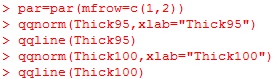 > par=par(mfrow=c(1,2))
> qqnorm(Thick95,xlab="Thick95")
> qqline(Thick95)
> qqnorm(Thick100,xlab="Thick100")
> qqline(Thick100)